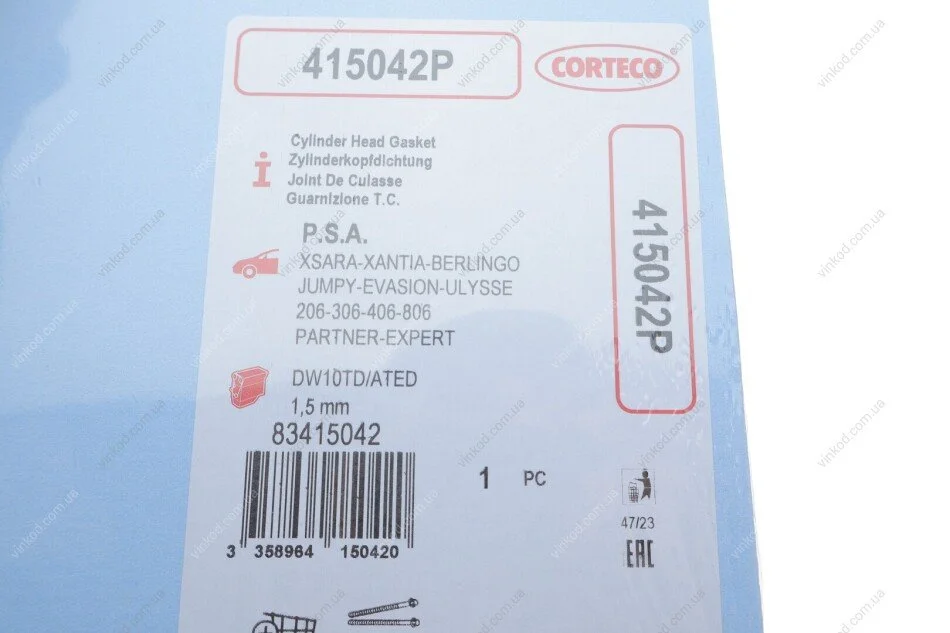 415042P
CORTECO
Cylinder Head Gasket
Zylinderkopfdichtung
Joint De Culasse
Guarnizione T.C.
P.S.A.
XSARA-XANTIA-BERLINGO
JUMPY-EVASION-ULYSSE
206-306-406-806
PARTNER-EXPERT
415042P
DW10TD/ATED
1,5 mm
83415042
1 PC
3 358964 150420
47/23
EAC
vinkod.com.ua